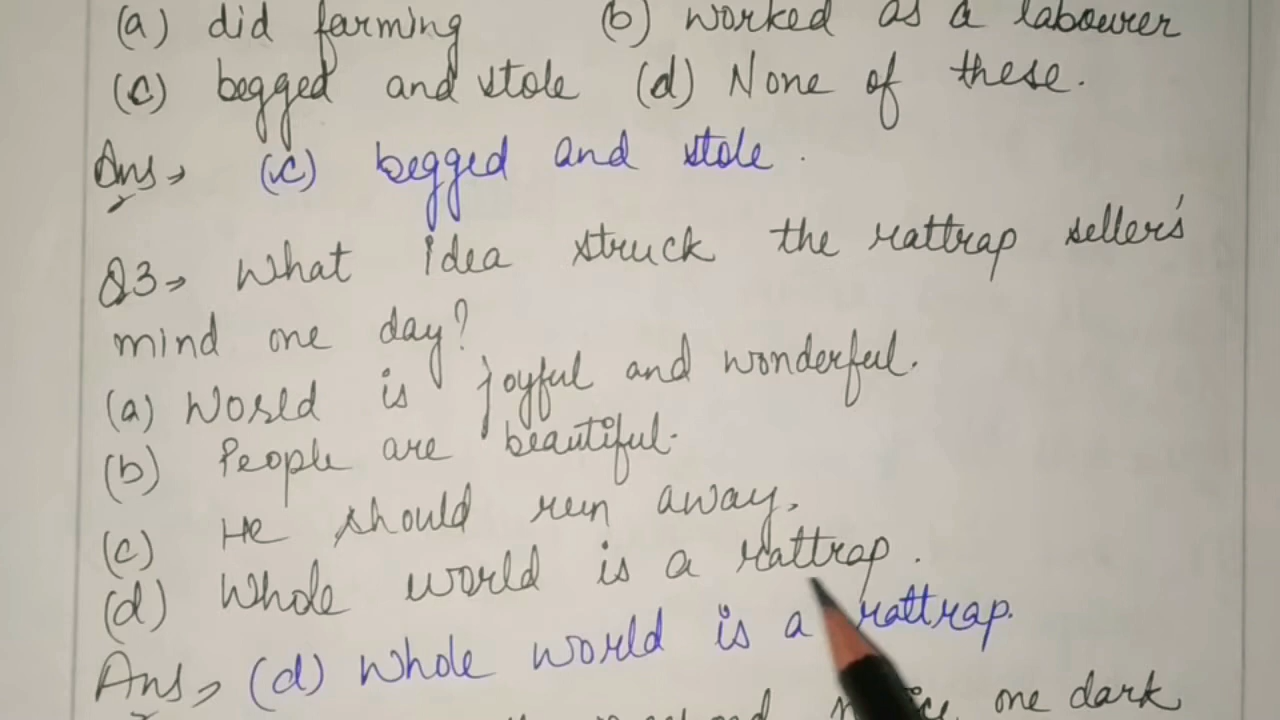 (a) did farming (b) worked as a labourer
(c) begged and stole (d) None of these.
Ans→ (c) begged and stole.
Q3→ What idea struck the rattrap seller's
mind one day?
(a) World is joyful and wonderful.
(b) People are beautiful.
(c) He should run away.
(d) Whole world is a rattrap.
Ans→ (d) Whole world is a rattrap.
one dark